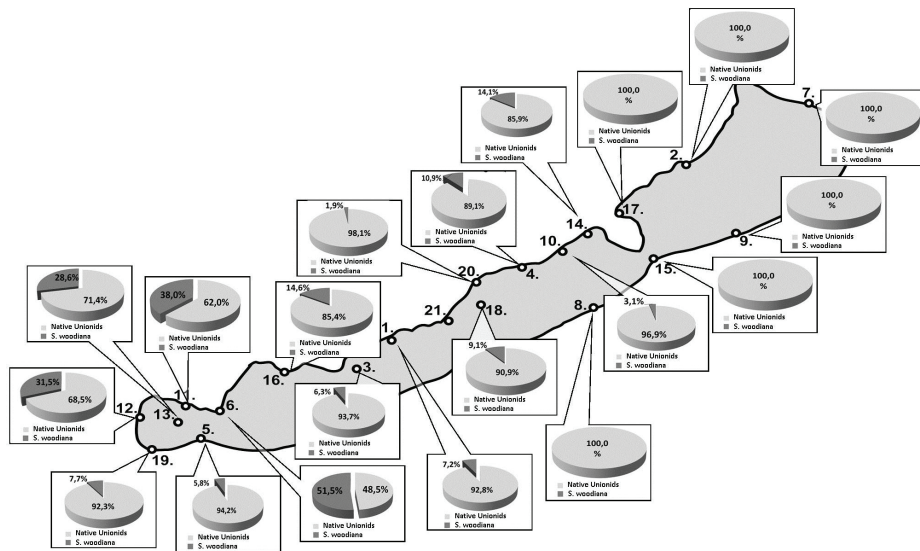 100,0
%
Native Unionids
S. woodiana
7.
100,0
%
Native Unionids
S. woodiana
100,0
%
Native Unionids
S. woodiana
14,1%
85,9%
Native Unionids
S. woodiana
2.
10,9%
89,1%
Native Unionids
S. woodiana
100,0
%
Native Unionids
S. woodiana
17.
1,9%
98,1%
Native Unionids
S. woodiana
14.
10.
9.
15.
4.
20.
28,6%
71,4%
Native Unionids
S. woodiana
38,0%
62,0%
Native Unionids
S. woodiana
14,6%
85,4%
Native Unionids
S. woodiana
100,0
%
Native Unionids
S. woodiana
1.
21.
18.
8.
3,1%
96,9%
Native Unionids
S. woodiana
9,1%
90,9%
Native Unionids
S. woodiana
16.
3.
31,5%
68,5%
Native Unionids
S. woodiana
6,3%
93,7%
Native Unionids
S. woodiana
12.
11.
13.
6.
5.
19.
100,0
%
Native Unionids
S. woodiana
7,7%
92,3%
Native Unionids
S. woodiana
5,8%
94,2%
Native Unionids
S. woodiana
51,5%
48,5%
Native Unionids
S. woodiana
7,2%
92,8%
Native Unionids
S. woodiana